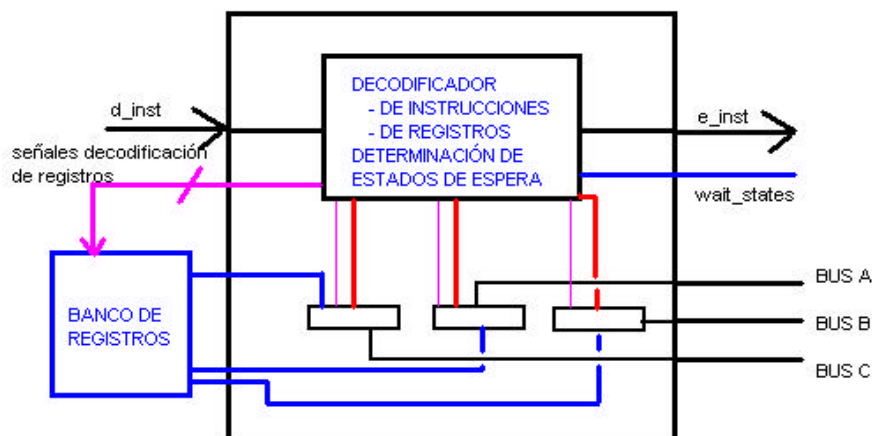 DECODIFICADOR
- DE INSTRUCCIONES
- DE REGISTROS
DETERMINACIÓN DE
ESTADOS DE ESPERA
d_inst
e_inst
señales decodificación
de registros
wait_states
BANCO DE
REGISTROS
BUS A
BUS B
BUS C